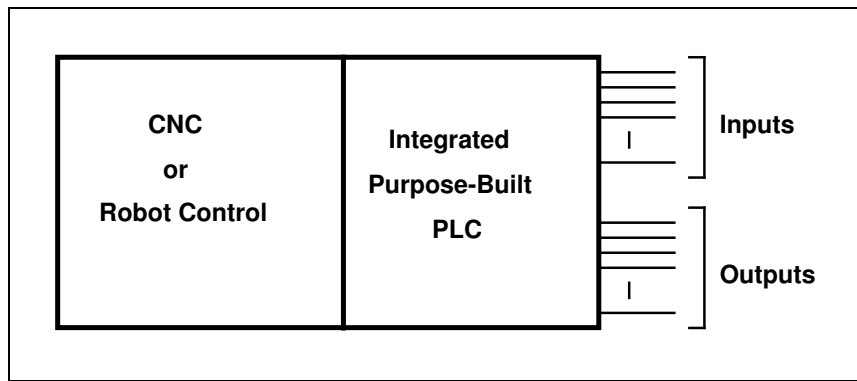 CNC
or
Robot Control
Integrated
Purpose-Built
PLC
Inputs
Outputs